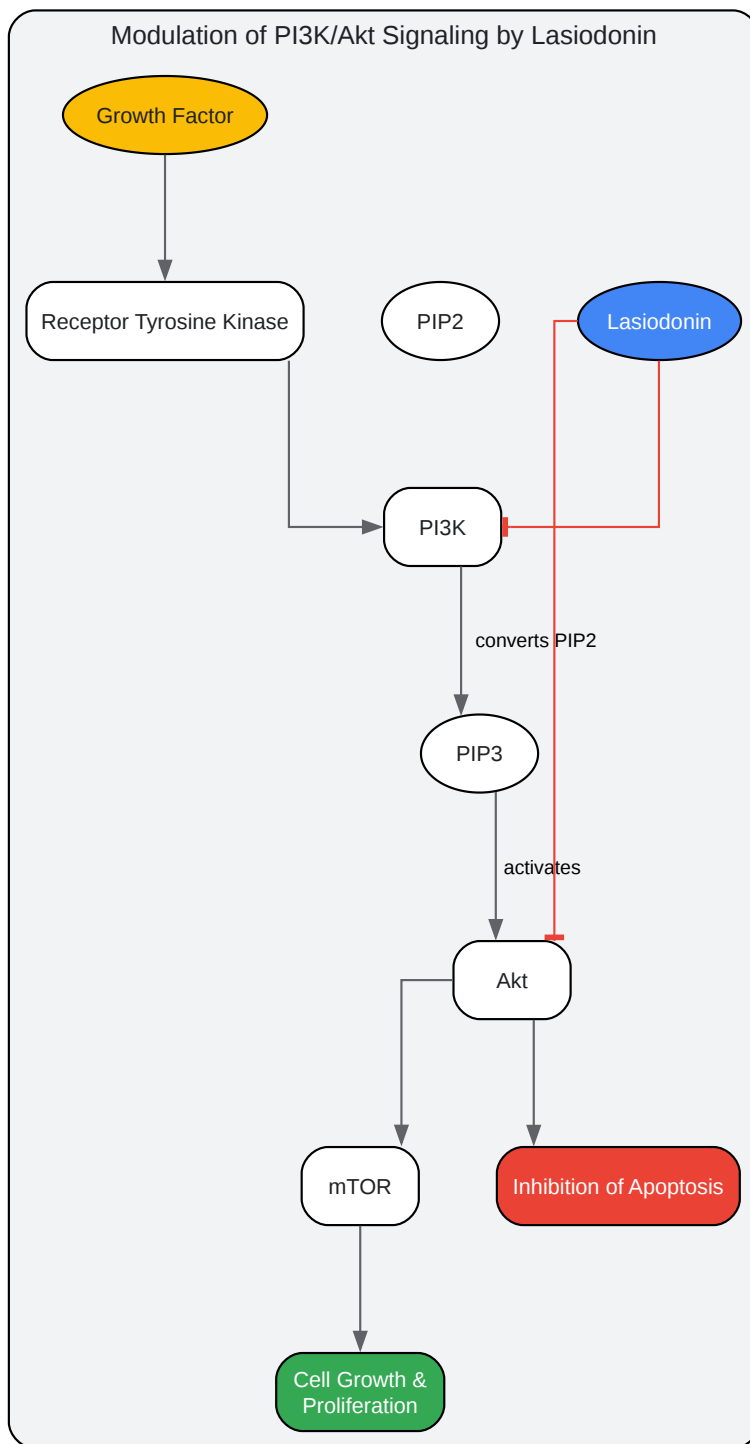 Modulation of PI3K/Akt Signaling by Lasiodonin
Growth Factor
Receptor Tyrosine Kinase
PIP2
Lasiodonin
PI3K
converts PIP2
PIP3
activates
Akt
mTOR
Inhibition of Apoptosis
Cell Growth &
Proliferation